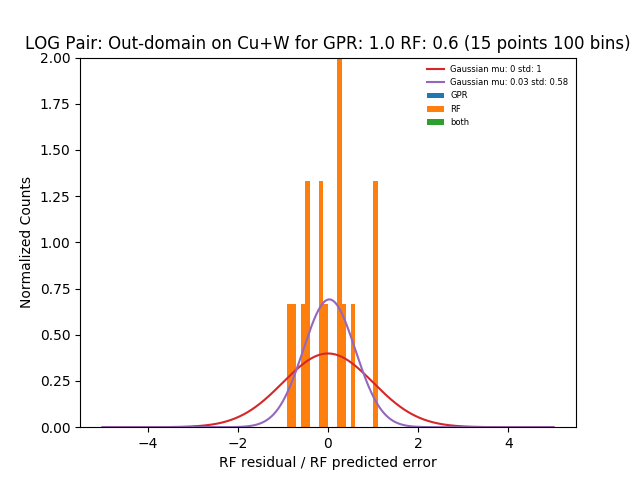 LOG Pair: Out-domain on Cu+W for GPR: 1.0 RF: 0.6 (15 points 100 bins)
Gaussian mu: 0 std: 1
Gaussian mu: 0.03 std: 0.58
GPR
RF
both
2.00
1.75
1.50
1.25
1.00
0.75
0.50
0.25
0.00
Normalized Counts
−4
−2
0
2
4
RF residual / RF predicted error